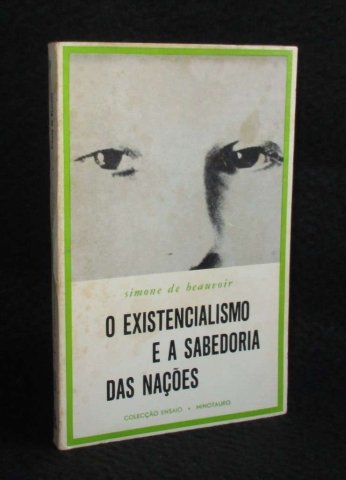 simone de beauvoir
O EXISTENCIALISMO
E A SABEDORIA
DAS NAÇÕES
COLECÇÃO ENSAIO • MINOTAURO